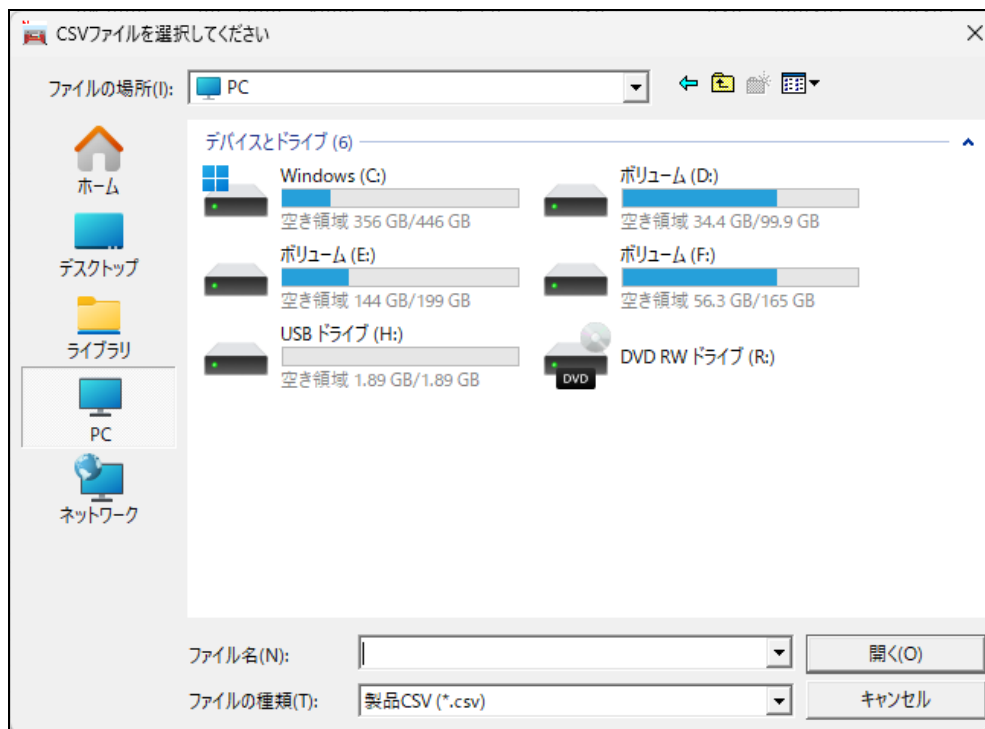 CSVファイルを選択してください
ファイルの場所(I):
PC
ホーム
デスクトップ
ライブラリ
PC
ネットワーク
デバイスとドライブ (6)
Windows (C:)
空き領域 356 GB/446 GB
ボリューム (D:)
空き領域 34.4 GB/99.9 GB
ボリューム (E:)
空き領域 144 GB/199 GB
ボリューム (F:)
空き領域 56.3 GB/165 GB
USB ドライブ (H:)
空き領域 1.89 GB/1.89 GB
DVD
DVD RW ドライブ (R:)
ファイル名(N):
開く(O)
ファイルの種類(T):
製品CSV (*.csv)
キャンセル